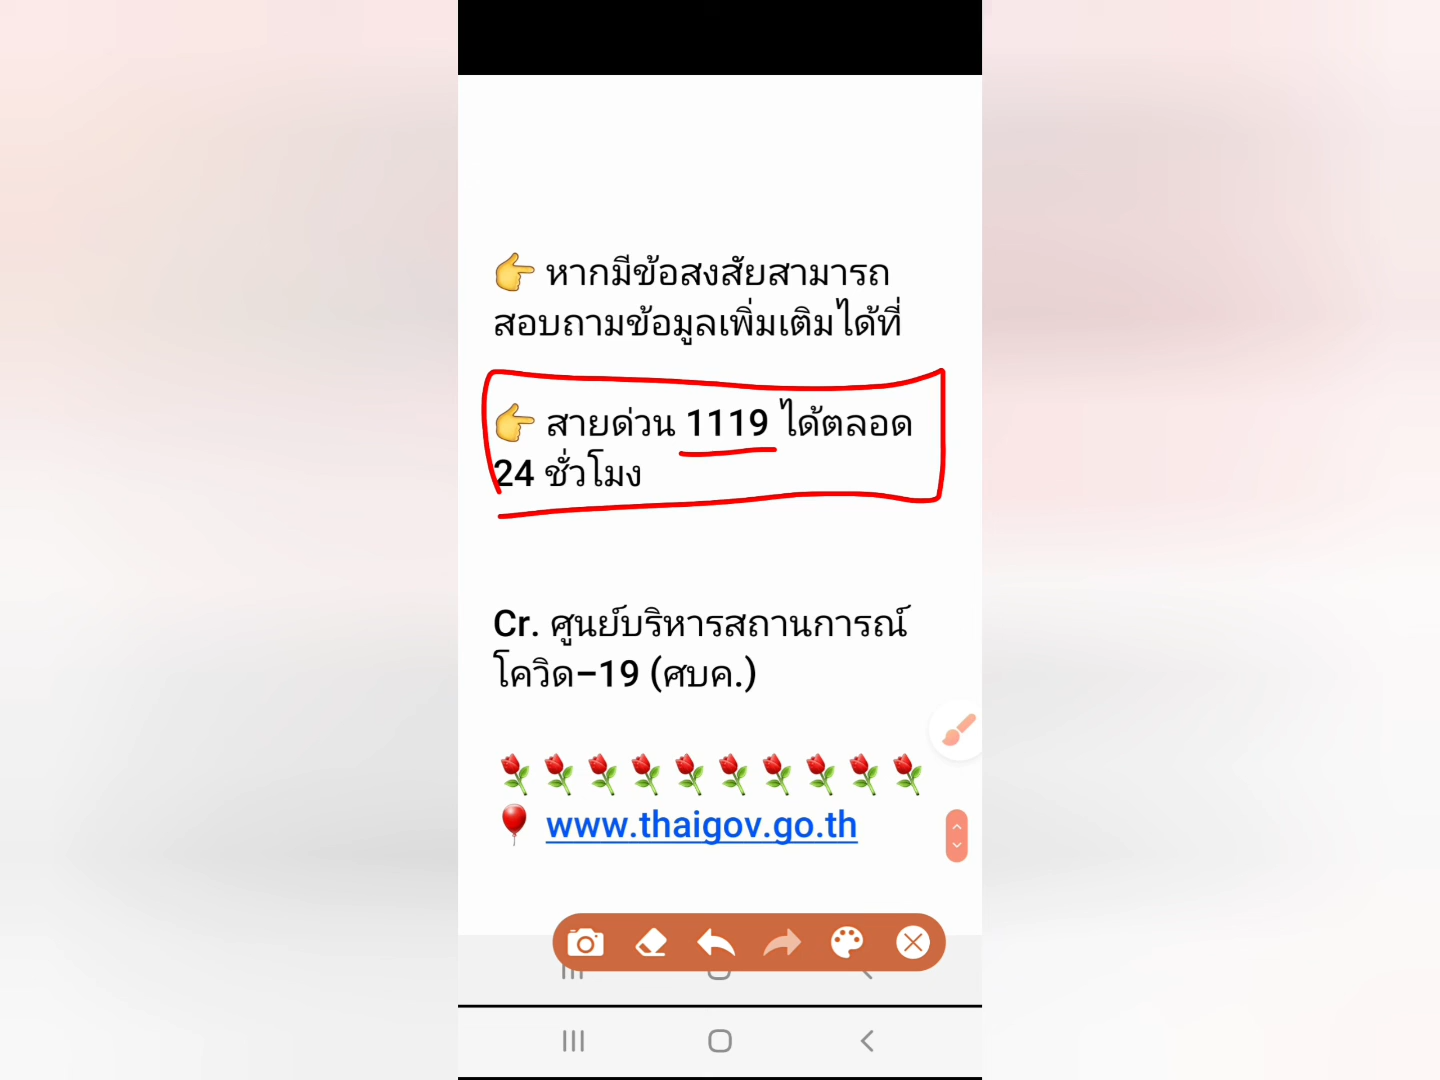 👉 หากมีข้อสงสัยสามารถ
สอบถามข้อมูลเพิ่มเติมได้ที่
👉 สายด่วน 1119 ได้ตลอด
24 ชั่วโมง
Cr. ศูนย์บริหารสถานการณ์
โควิด–19 (ศบค.)
🌹🌹🌹🌹🌹🌹🌹🌹🌹🌹
🎈 www.thaigov.go.th